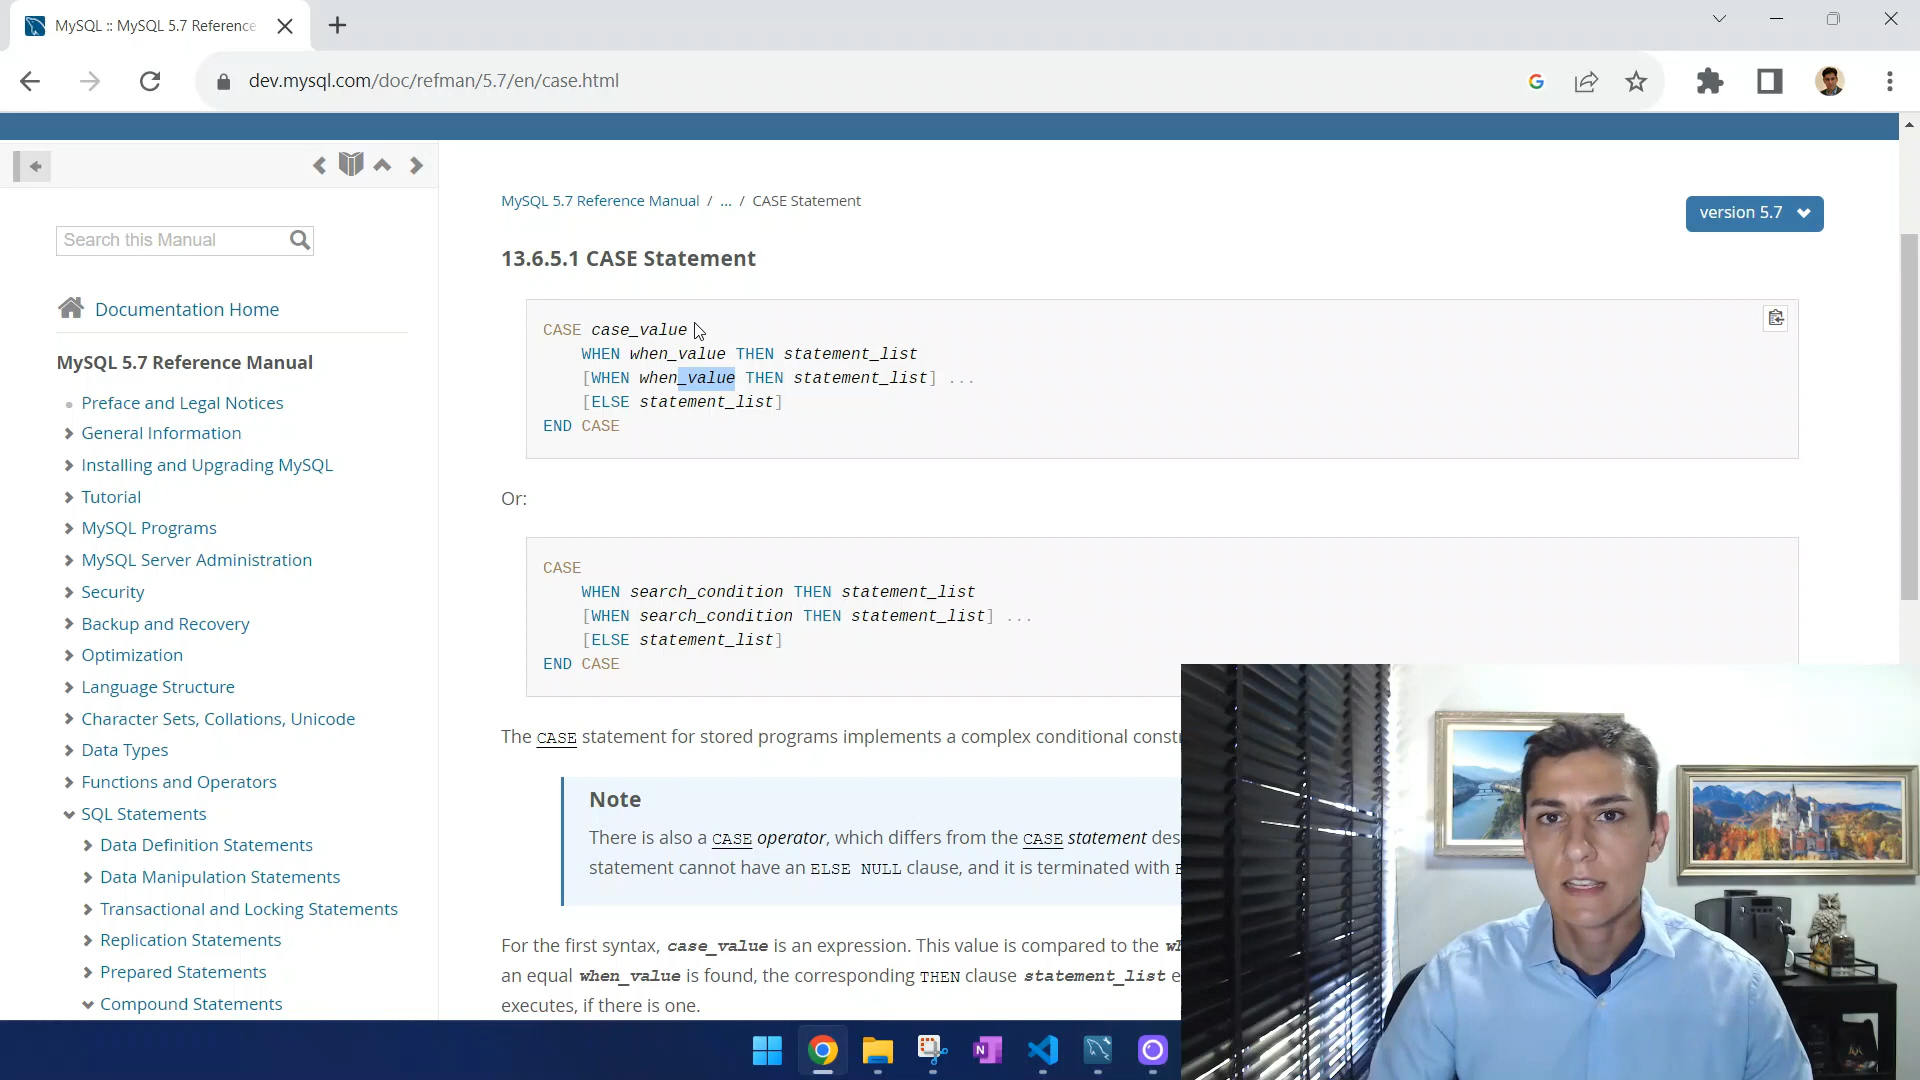 MySQL :: MySQL 5.7 Reference
dev.mysql.com/doc/refman/5.7/en/case.html
MySQL 5.7 Reference Manual / ... / CASE Statement
version 5.7
Search this Manual
Documentation Home
MySQL 5.7 Reference Manual
Preface and Legal Notices
General Information
Installing and Upgrading MySQL
Tutorial
MySQL Programs
MySQL Server Administration
Security
Backup and Recovery
Optimization
Language Structure
Character Sets, Collations, Unicode
Data Types
Functions and Operators
SQL Statements
Data Definition Statements
Data Manipulation Statements
Transactional and Locking Statements
Replication Statements
Prepared Statements
Compound Statements
13.6.5.1 CASE Statement
CASE case_value
WHEN when_value THEN statement_list
[WHEN when_value THEN statement_list] ...
[ELSE statement_list]
END CASE
Or:
CASE
WHEN search_condition THEN statement_list
[WHEN search_condition THEN statement_list] ...
[ELSE statement_list]
END CASE
The CASE statement for stored programs implements a complex conditional
Note
There is also a CASE operator, which differs from the CASE statement
statement cannot have an ELSE NULL clause, and it is terminated with
For the first syntax, case_value is an expression. This value is compared to the
an equal when_value is found, the corresponding THEN clause statement_list
executes, if there is one.